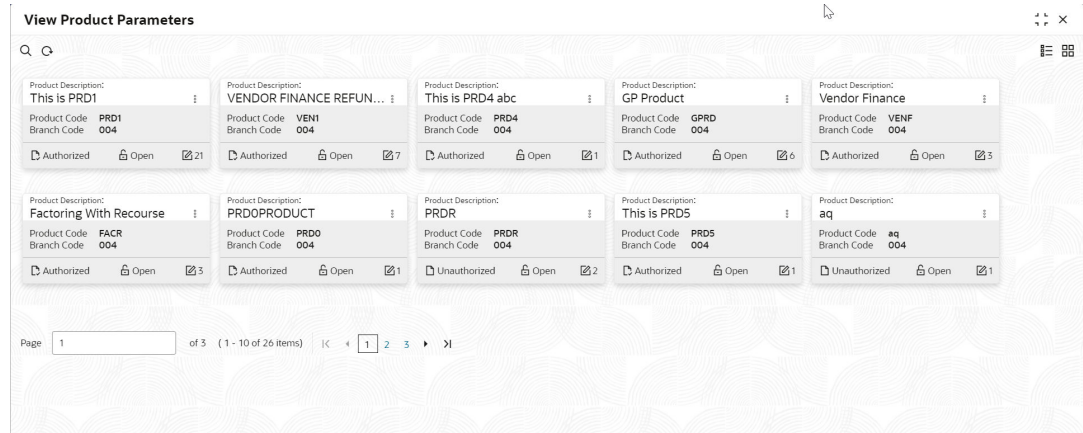 View Product Parameters
Product Description:
This is PRD1
Product Code PRD1
Branch Code 004
Authorized Open 21
Product Description:
VENDOR FINANCE REFUN...
Product Code VEN1
Branch Code 004
Authorized Open 7
Product Description:
This is PRD4 abc
Product Code PRD4
Branch Code 004
Authorized Open 1
Product Description:
GP Product
Product Code GPRD
Branch Code 004
Authorized Open 6
Product Description:
Vendor Finance
Product Code VENF
Branch Code 004
Authorized Open 3
Product Description:
Factoring With Recourse
Product Code FACR
Branch Code 004
Authorized Open 3
Product Description:
PRD0PRODUCT
Product Code PRD0
Branch Code 004
Authorized Open 1
Product Description:
PRDR
Product Code PRDR
Branch Code 004
Unauthorized Open 2
Product Description:
This is PRD5
Product Code PRD5
Branch Code 004
Authorized Open 1
Product Description:
aq
Product Code aq
Branch Code 004
Unauthorized Open 1
Page 1 of 3 (1 - 10 of 26 items) 1 2 3